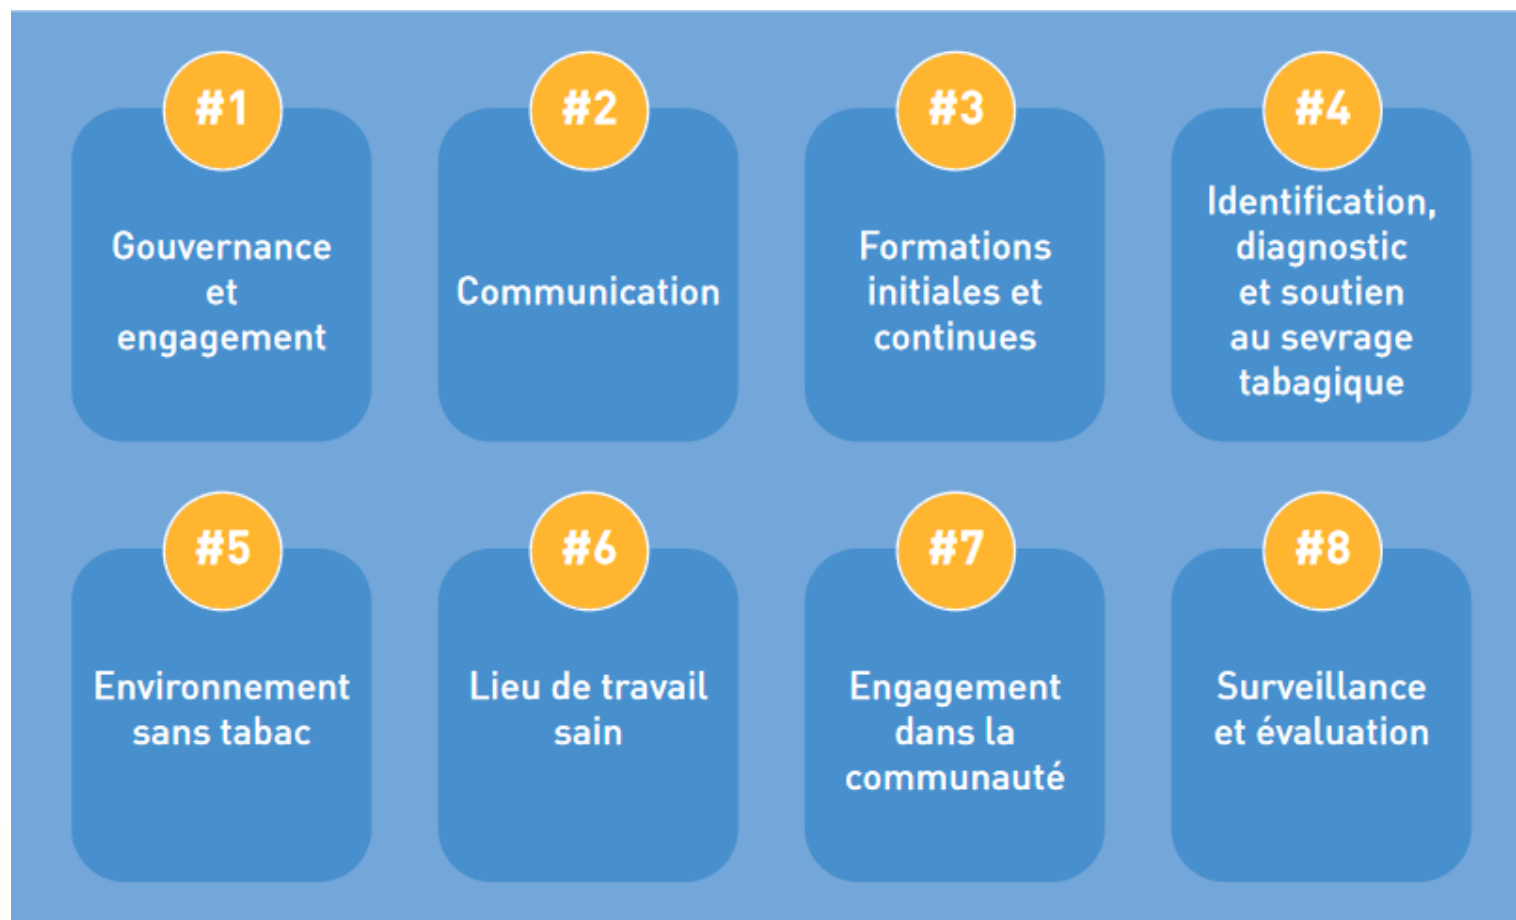 #1
Gouvernance
et
engagement
#2
Communication
#3
Formations
initiales et
continues
#4
Identification,
diagnostic
et soutien
au sevrage
tabagique
#5
Environnement
sans tabac
#6
Lieu de travail
sain
#7
Engagement
dans la
communauté
#8
Surveillance
et évaluation